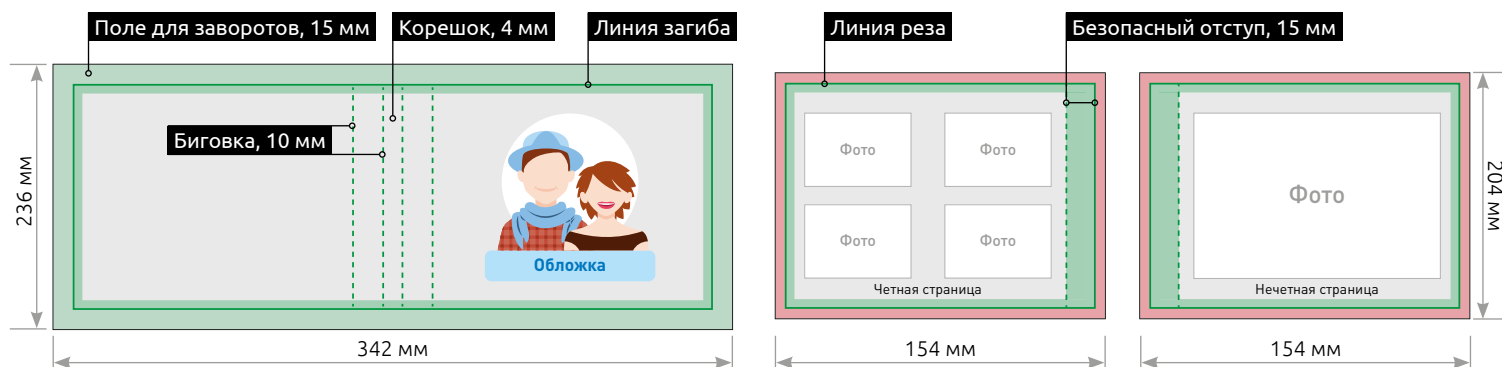 Поле для заворотов, 15 мм
Корешок, 4 мм
Линия загиба
Линия реза
Безопасный отступ, 15 мм
Биговка, 10 мм
236 мм
Обложка
342 мм
Фото
Фото
Фото
Фото
Четная страница
154 мм
Фото
Нечетная страница
204 мм
154 мм